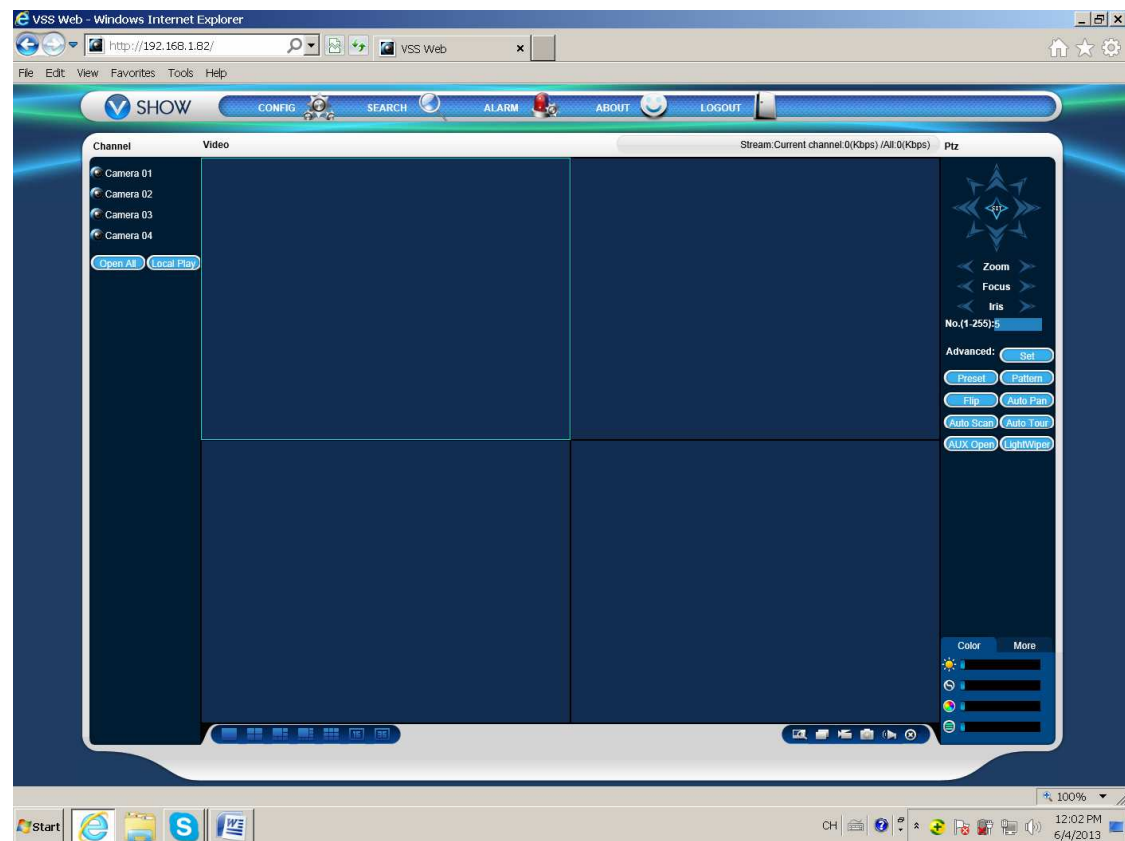 VSS Web - Windows Internet Explorer
http://192.168.1.82/
VSS Web
File Edit View Favorites Tools Help
V SHOW CONFIG SEARCH ALARM ABOUT LOGOUT
Channel Video Stream:Current channel:0(Kbps) /All:0(Kbps) Ptz
Camera 01
Camera 02
Camera 03
Camera 04
Open All Local Play
SIT
Zoom
Focus
Iris
No.(1-255):5
Advanced: Set
Preset Pattern
Flip Auto Pan
Auto Scan Auto Tour
AUX Open LightWiper
Color More
16
100%
Start
CH
12:02 PM
6/4/2013